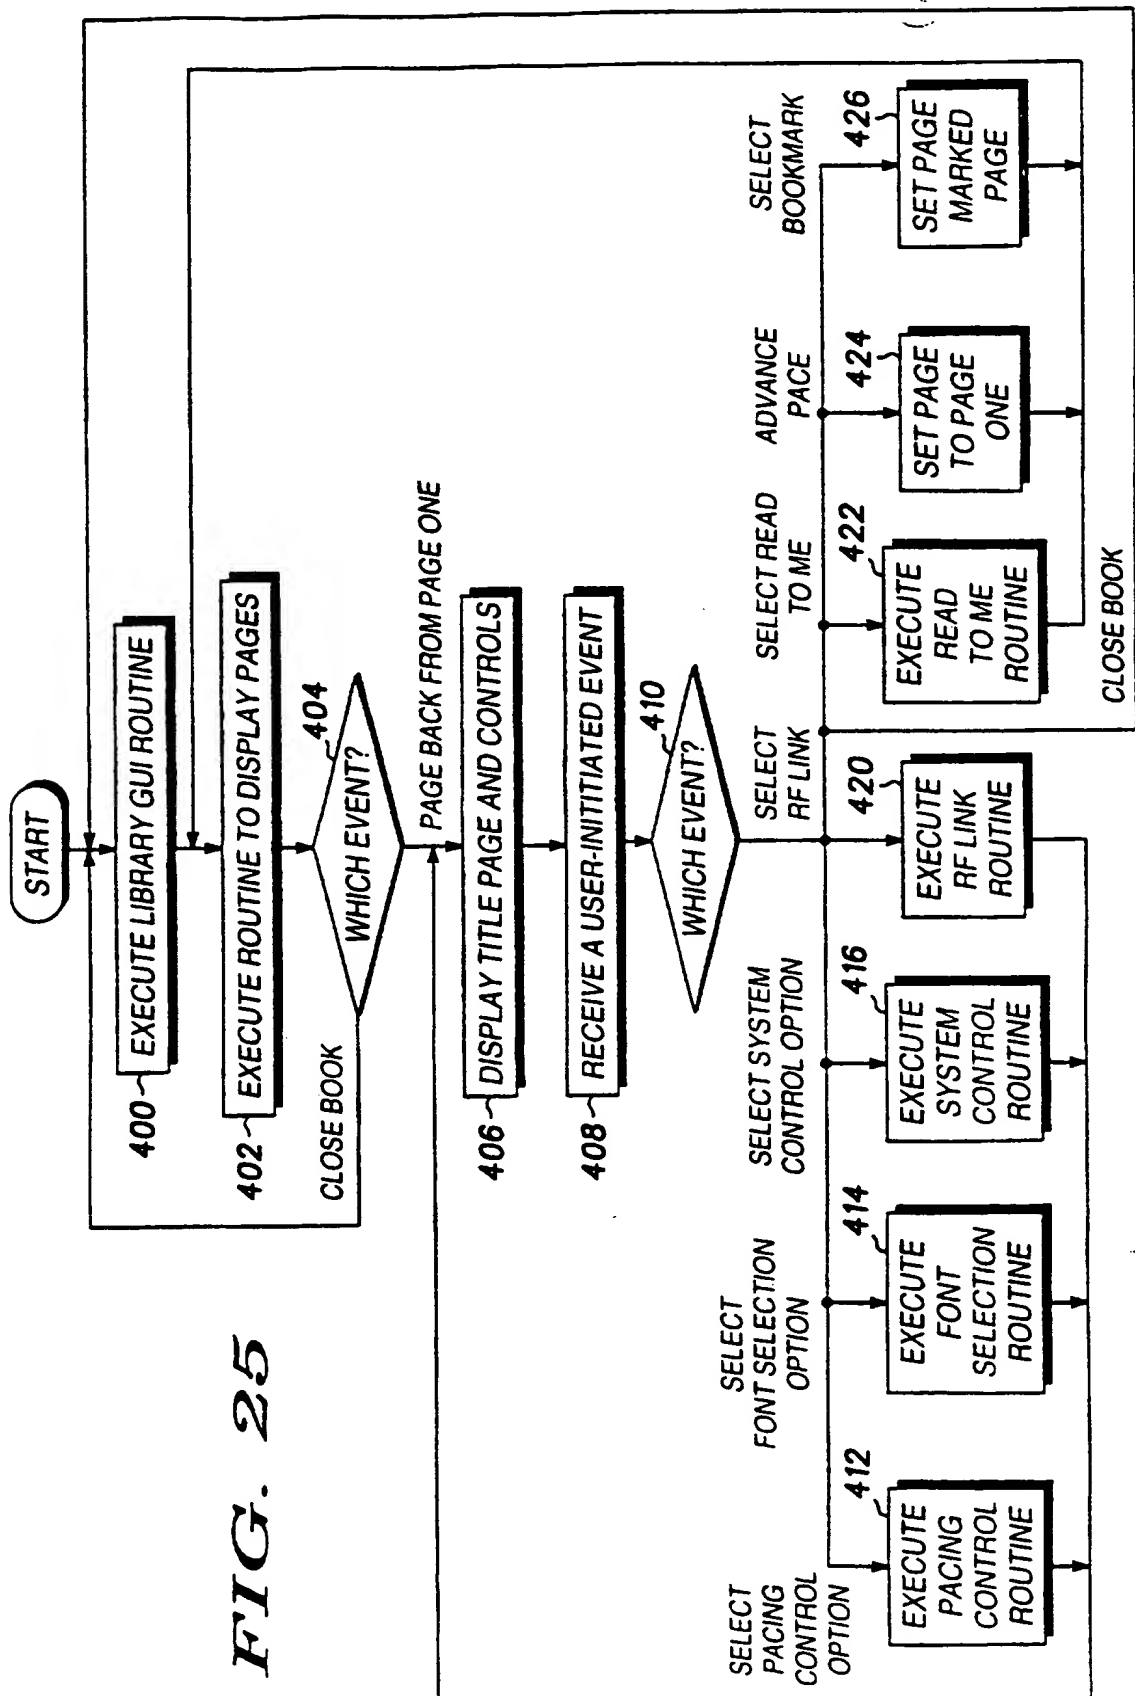 FIG. 25
START
400
EXECUTE LIBRARY GUI ROUTINE
402
EXECUTE ROUTINE TO DISPLAY PAGES
404
WHICH EVENT?
CLOSE BOOK
PAGE BACK FROM PAGE ONE
406
DISPLAY TITLE PAGE AND CONTROLS
408
RECEIVE A USER-INITIATED EVENT
410
WHICH EVENT?
SELECT
PACING
CONTROL
OPTION
412
EXECUTE
PACING
CONTROL
ROUTINE
SELECT
FONT SELECTION
OPTION
414
EXECUTE
FONT
SELECTION
ROUTINE
SELECT SYSTEM
CONTROL OPTION
416
EXECUTE
SYSTEM
CONTROL
ROUTINE
SELECT
RF LINK
420
EXECUTE
RF LINK
ROUTINE
SELECT READ
TO ME
422
EXECUTE
READ
TO ME
ROUTINE
ADVANCE
PACE
424
SET PAGE
TO PAGE
ONE
SELECT
BOOKMARK
426
SET PAGE
MARKED
PAGE
CLOSE BOOK